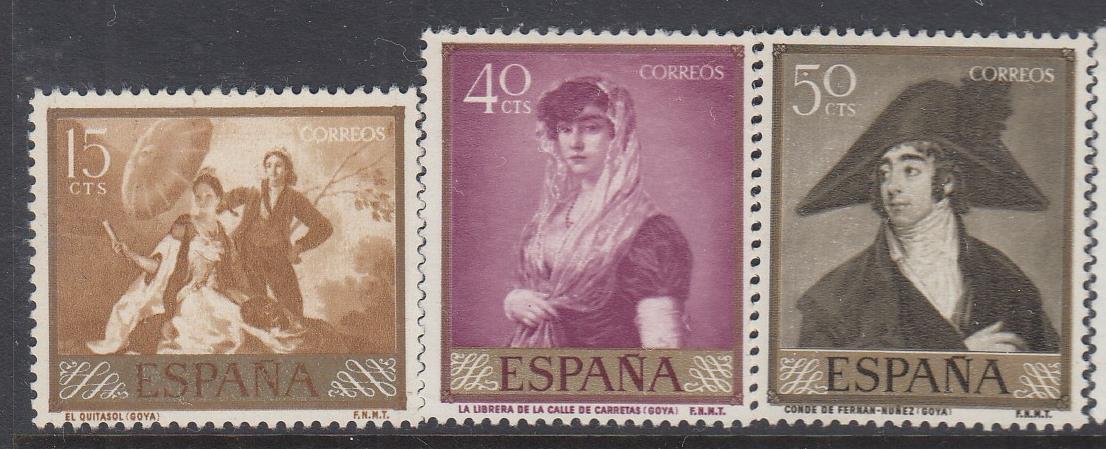 15
CTS
CORREOS
ESPAÑA
EL QUITASOL (GOYA) F.N.M.T.
40
CTS
CORREOS
ESPAÑA
LA LIBRERA DE LA CALLE DE CARRETAS (GOYA) F.N.M.T.
50
CTS
CORREOS
ESPAÑA
CONDE DE FERNAN-NUÑEZ (GOYA) F.N.M.T.